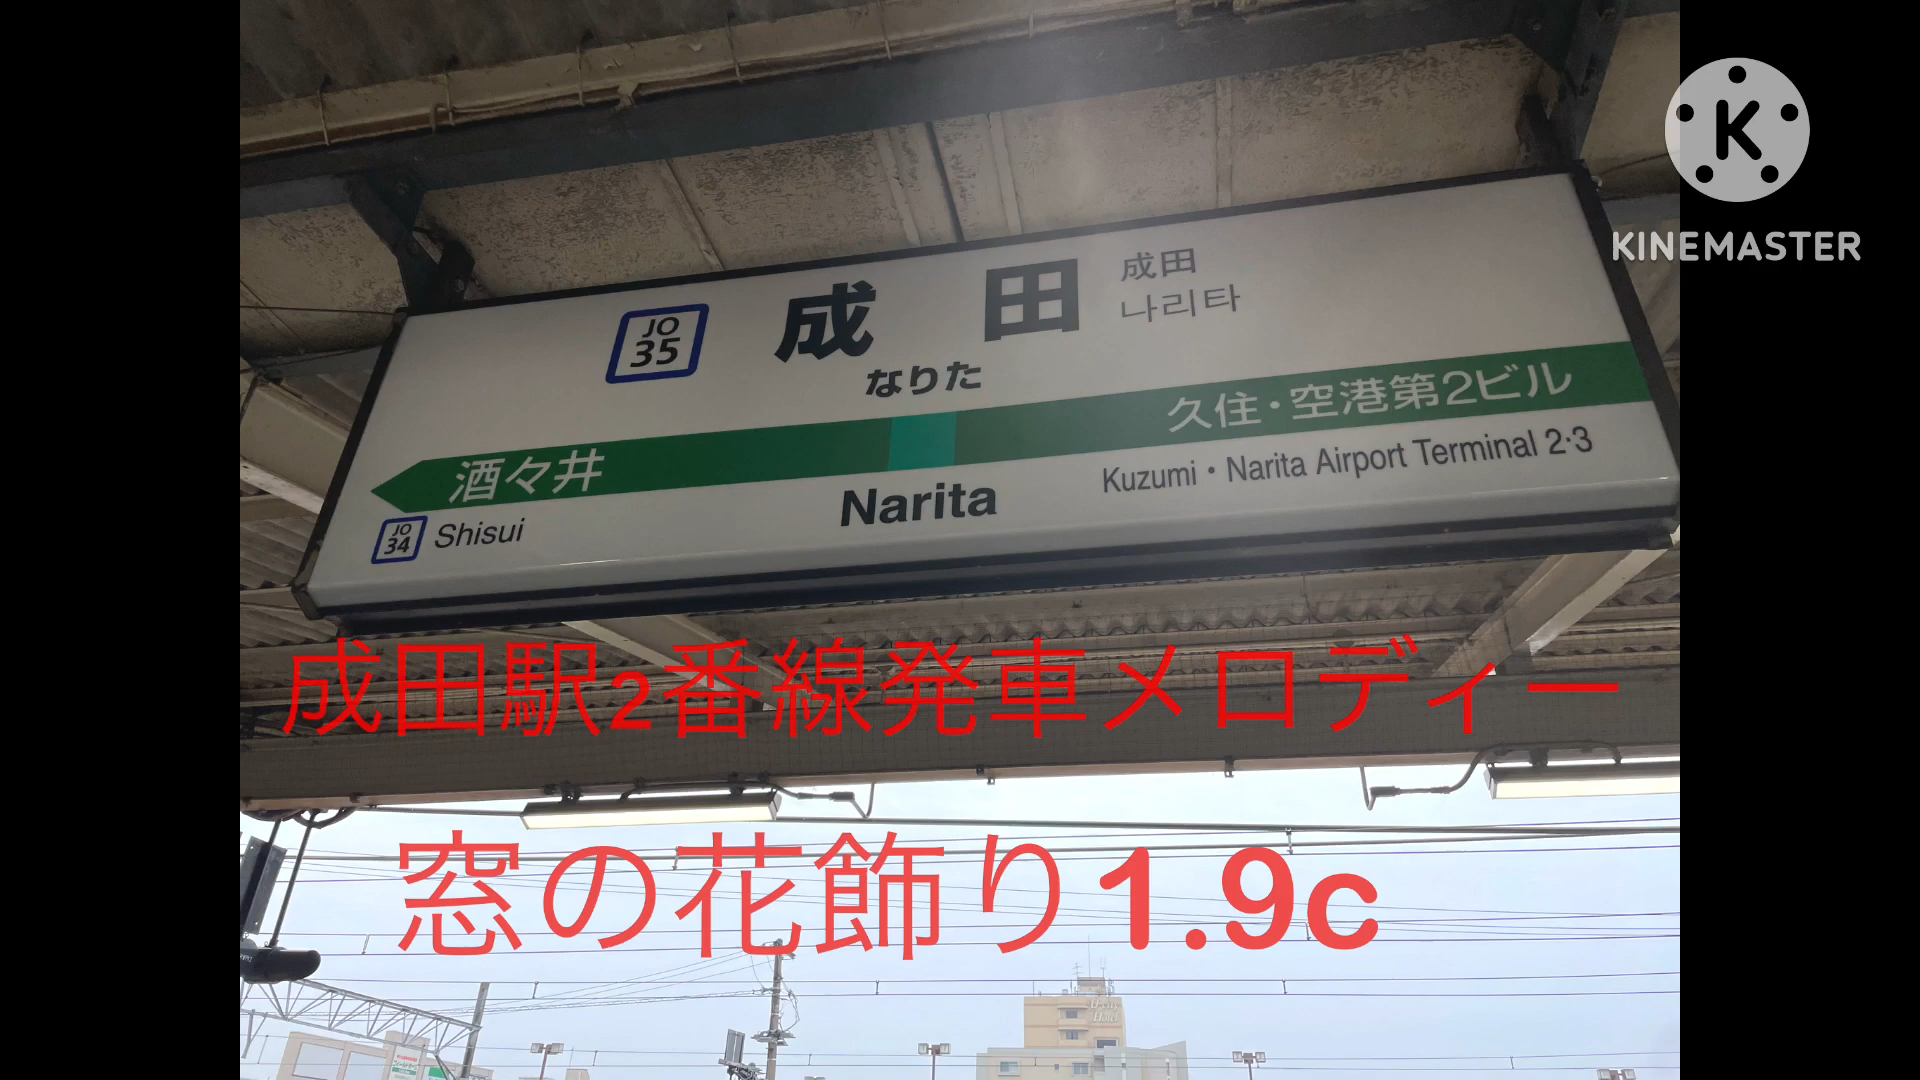 K
KINEMASTER
JO
35
成田
成田
나리타
なりた
酒々井
久住・空港第2ビル
JO
34
Shisui
Narita
Kuzumi・Narita Airport Terminal 2·3
成田駅2番線発車メロディー
窓の花飾り1.9c